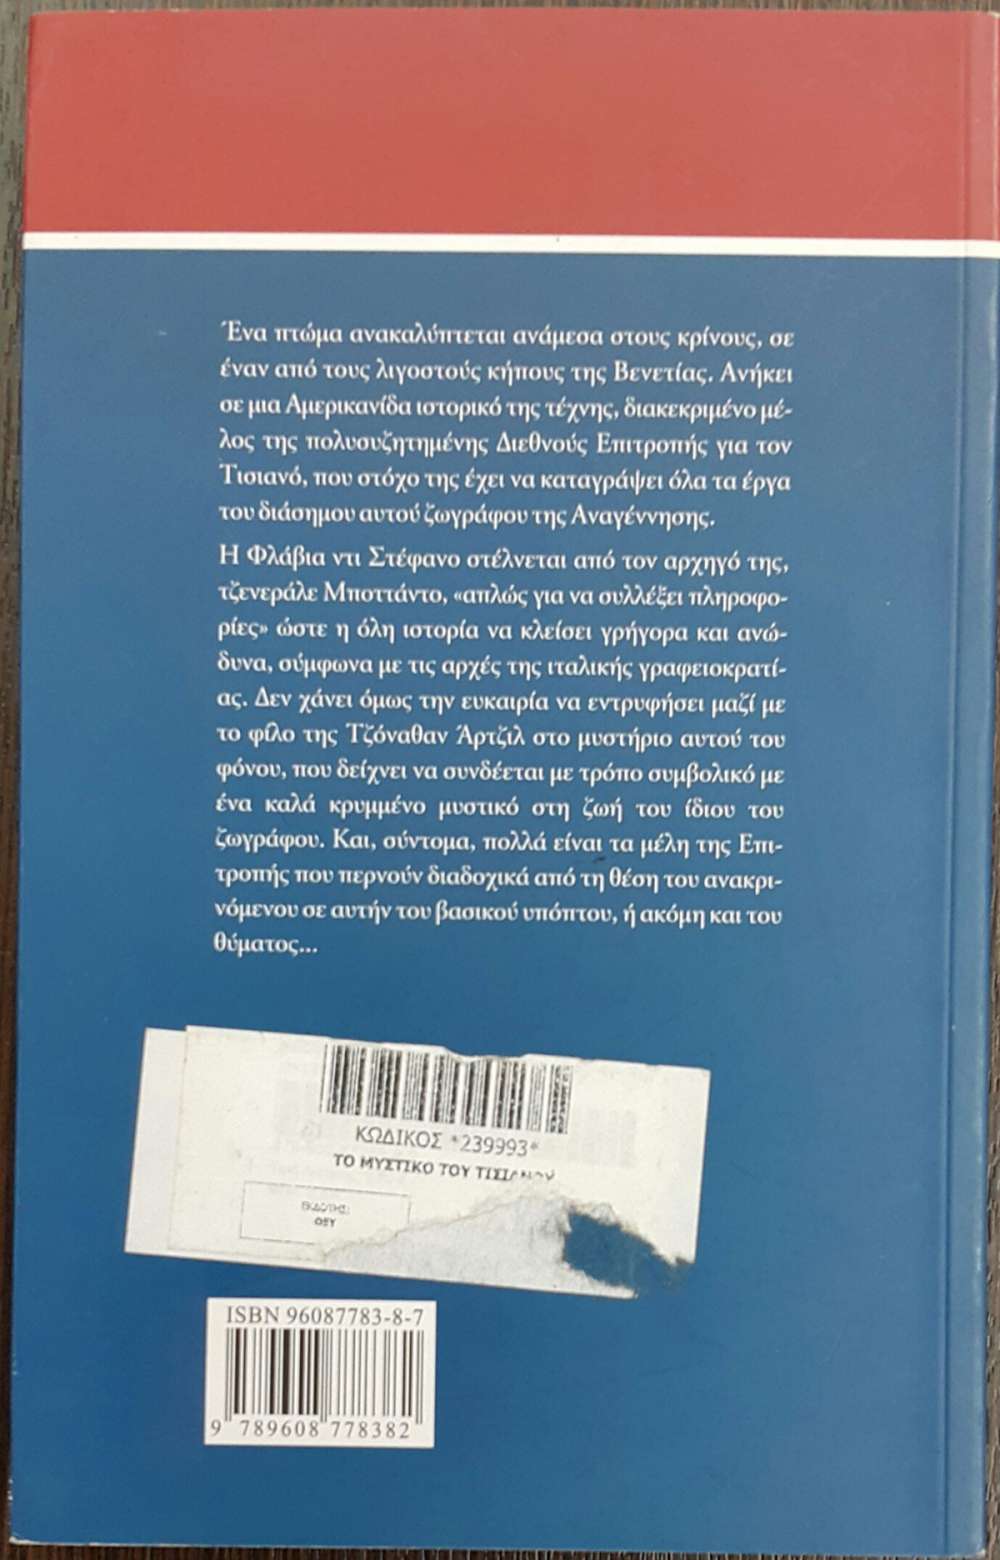 Ένα πτώμα ανακαλύπτεται ανάμεσα στους κρίνους, σε
έναν από τους λιγοστούς κήπους της Βενετίας. Ανήκει
σε μια Αμερικανίδα ιστορικό της τέχνης, διακεκριμένο μέ-
λος της πολυσυζητημένης Διεθνούς Επιτροπής για τον
Τισιανό, που στόχο της έχει να καταγράψει όλα τα έργα
του διάσημου αυτού ζωγράφου της Αναγέννησης.
Η Φλάβια ντι Στέφανο στέλνεται από τον αρχηγό της,
τζενεράλε Μποττάντο, «απλώς για να συλλέξει πληροφο-
ρίες» ώστε η όλη ιστορία να κλείσει γρήγορα και ανώ-
δυνα, σύμφωνα με τις αρχές της ιταλικής γραφειοκρατί-
ας. Δεν χάνει όμως την ευκαιρία να εντρυφήσει μαζί με
το φίλο της Τζόναθαν Άρτζιλ στο μυστήριο αυτού του
φόνου, που δείχνει να συνδέεται με τρόπο συμβολικό με
ένα καλά κρυμμένο μυστικό στη ζωή του ίδιου του
ζωγράφου. Και, σύντομα, πολλά είναι τα μέλη της Επι-
τροπής που περνούν διαδοχικά από τη θέση του ανακρι-
νόμενου σε αυτήν του βασικού υπόπτου, ή ακόμη και του
θύματος...
ΚΩΔΙΚΟΣ *239993*
ΤΟ ΜΥΣΤΙΚΟ ΤΟΥ
ΕΚΔΟΤΗΣ:
ΟΞΥ
ISBN 96087783-8-7
9 789608 778382